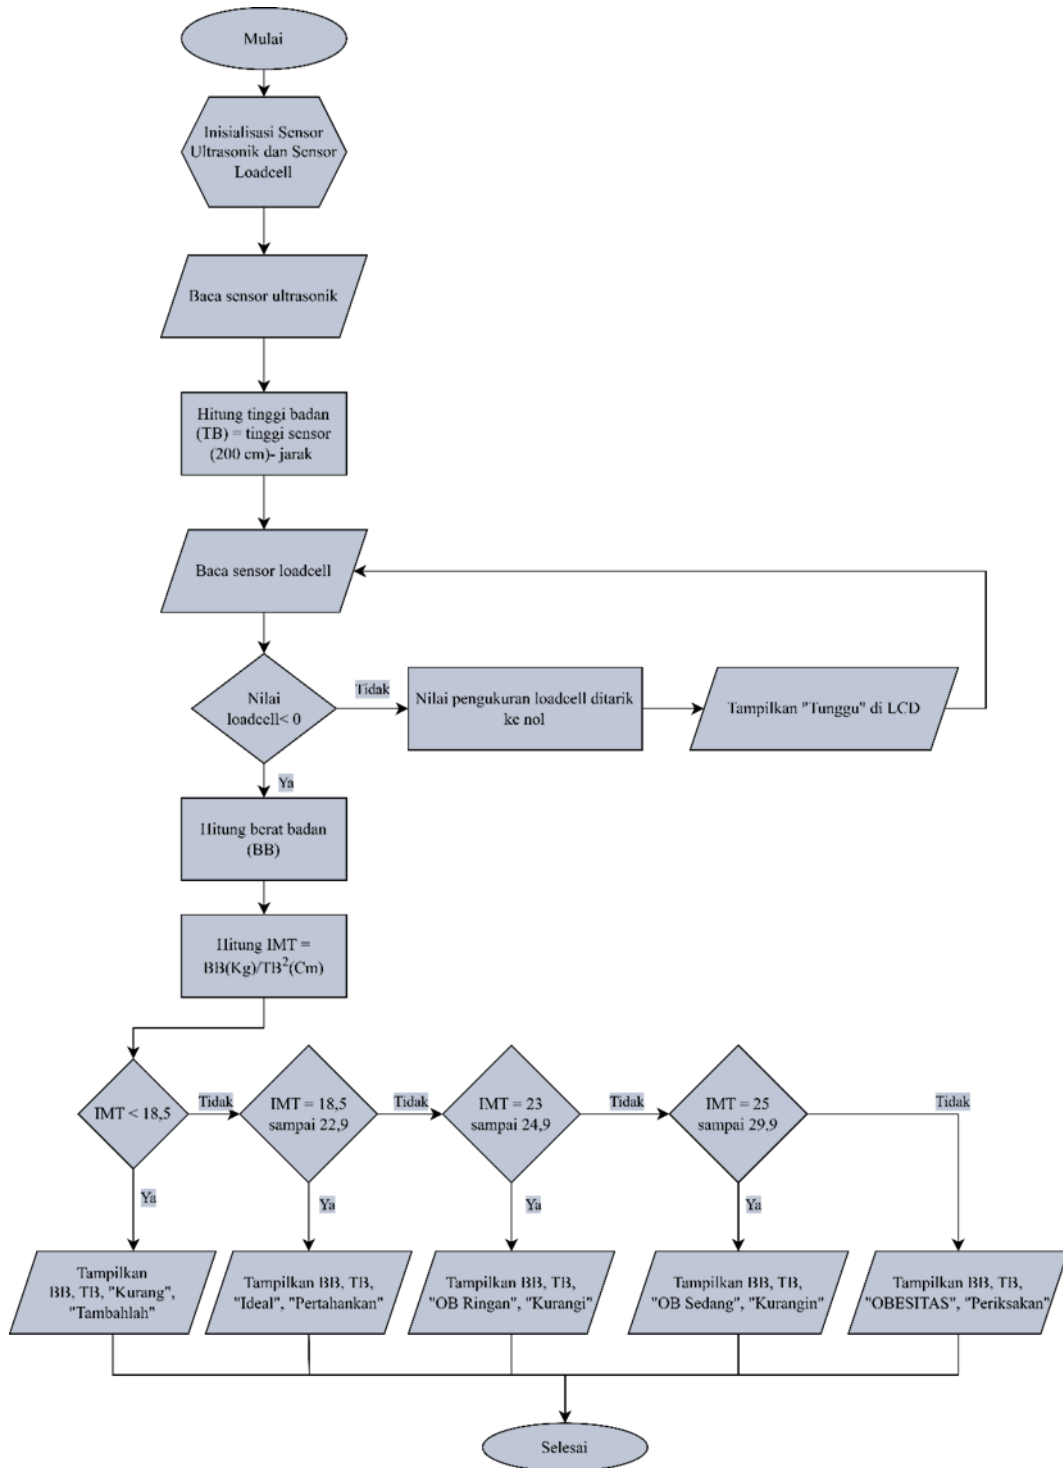 Mulai
Inisialisasi Sensor
Ultrasonik dan Sensor
Loadcell
Baca sensor ultrasonik
Hitung tinggi badan
(TB) = tinggi sensor
(200 cm)- jarak
Baca sensor loadcell
Nilai
loadcell< 0
Tidak
Nilai pengukuran loadcell ditarik
ke nol
Tampilkan "Tunggu" di LCD
Ya
Hitung berat badan
(BB)
Hitung IMT =
BB(Kg)/TB²(Cm)
IMT < 18,5
Tidak
IMT = 18,5
sampai 22,9
Tidak
IMT = 23
sampai 24,9
Tidak
IMT = 25
sampai 29,9
Tidak
Ya
Ya
Ya
Ya
Tampilkan
BB, TB, "Kurang",
"Tambahlah"
Tampilkan BB, TB,
"Ideal", "Pertahankan"
Tampilkan BB, TB,
"OB Ringan", "Kurangi"
Tampilkan BB, TB,
"OB Sedang", "Kurangin"
Tampilkan BB, TB,
"OBESITAS", "Periksakan"
Selesai